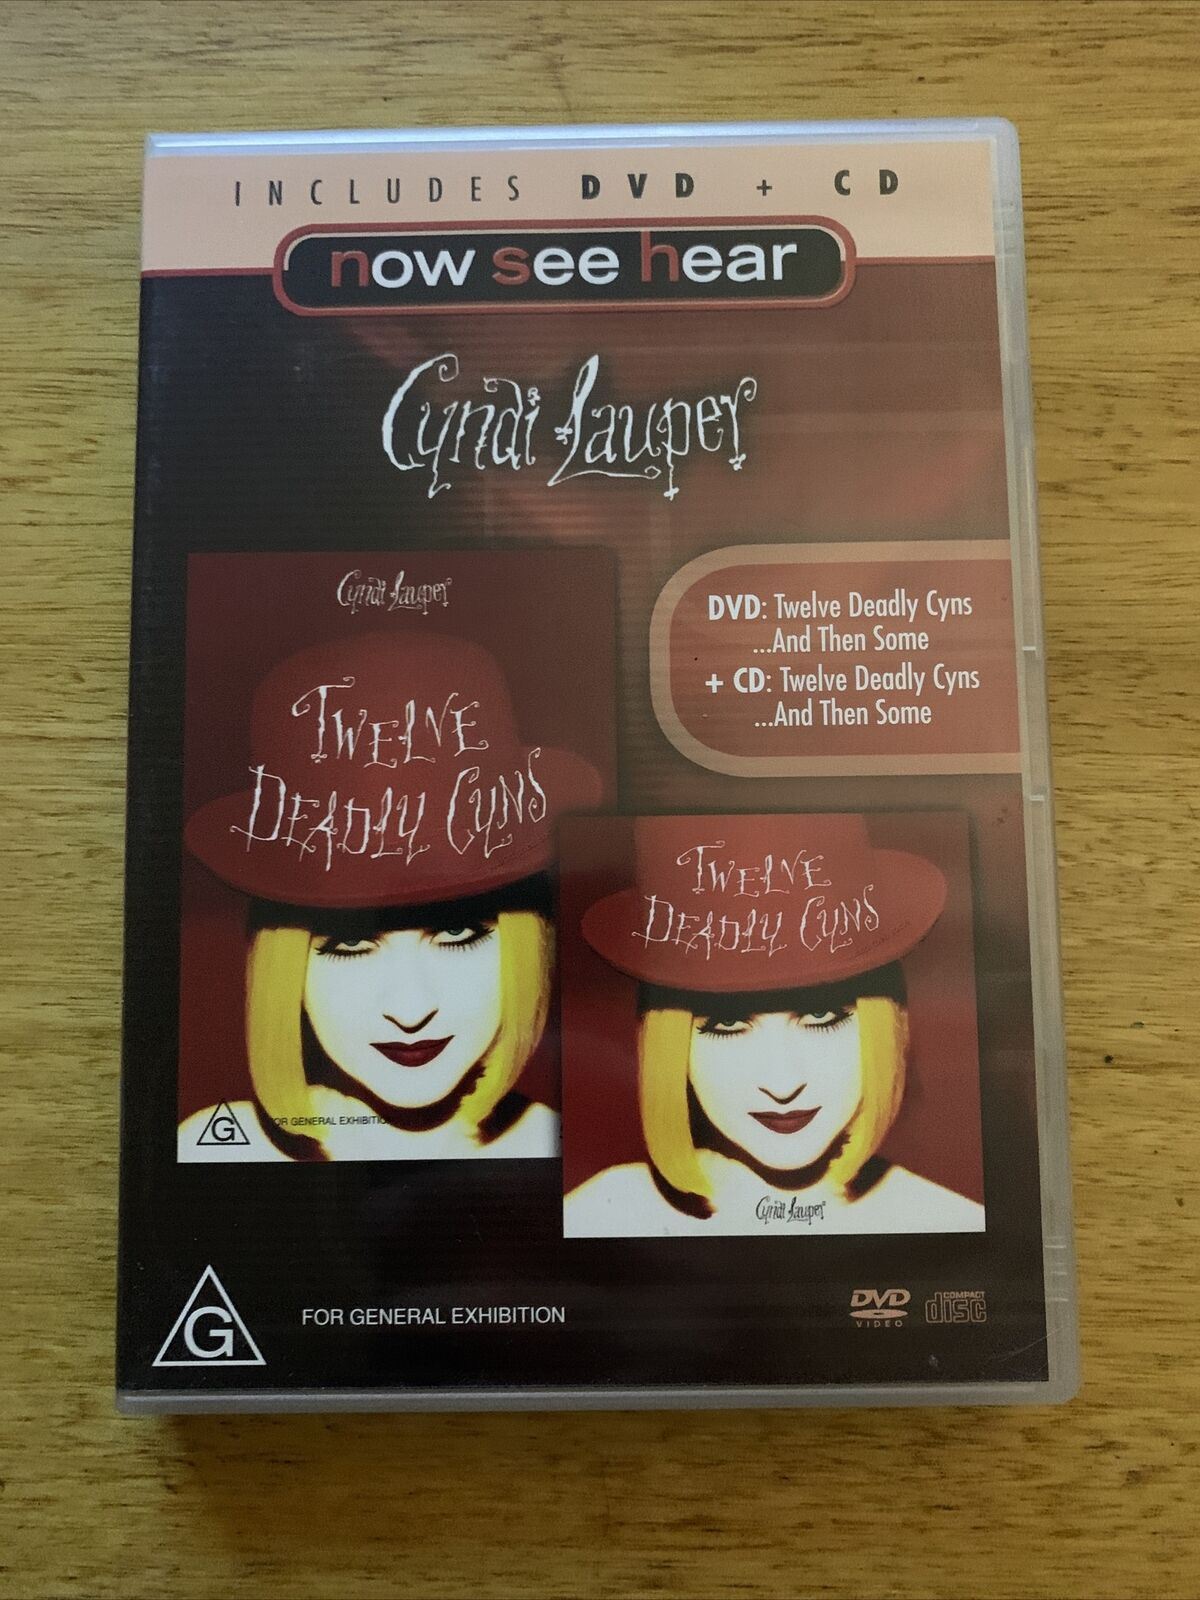 INCLUDES DVD + CD
now see hear
Cyndi Lauper
Cyndi Lauper
TWELVE
DEADLY CYNS
FOR GENERAL EXHIBITIO
G
DVD: Twelve Deadly Cyns
...And Then Some
+ CD: Twelve Deadly Cyns
...And Then Some
TWELVE
DEADLY CYNS
Cyndi Lauper
G
FOR GENERAL EXHIBITION
DVD
VIDEO
COMPACT
disc